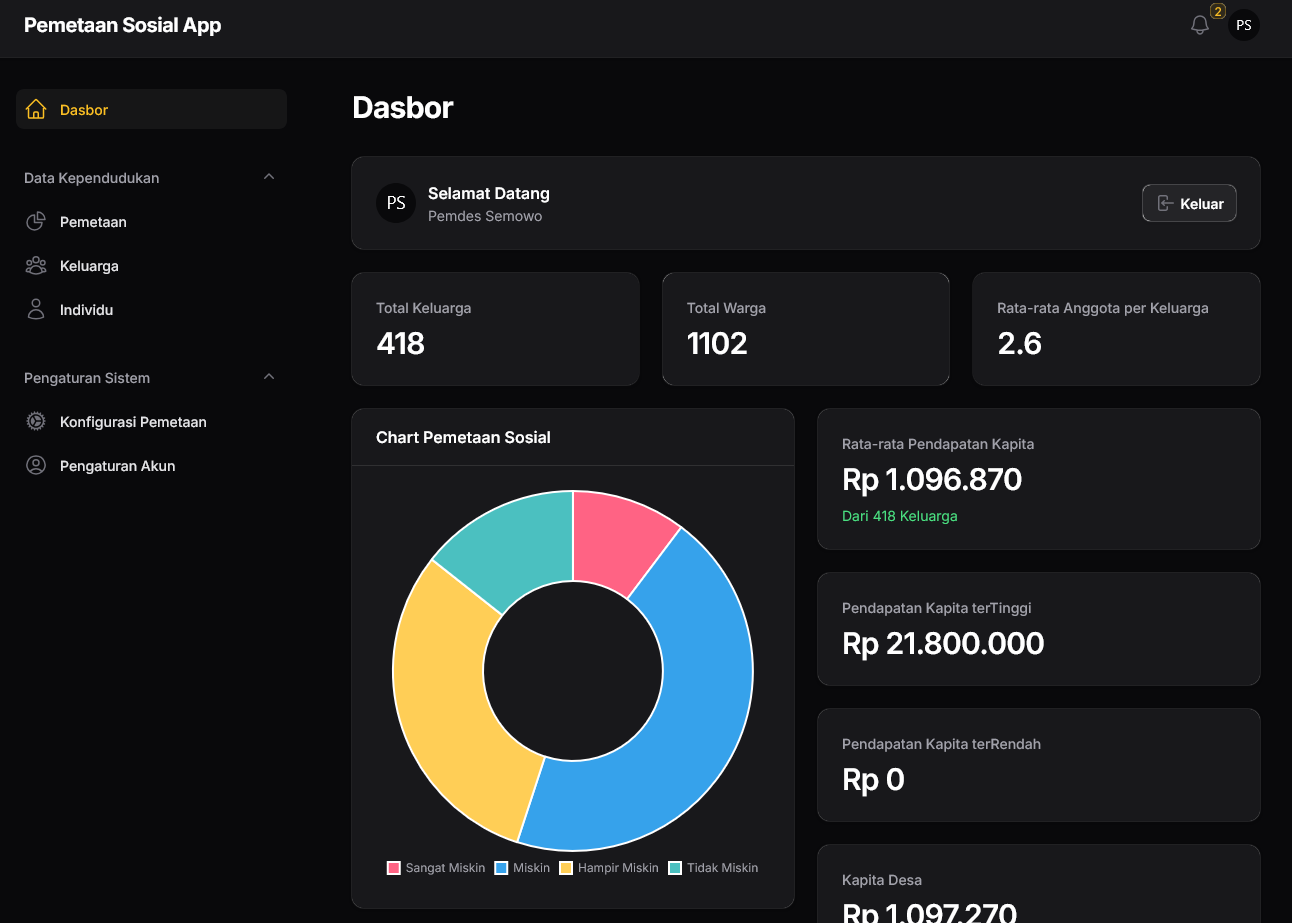 Pemetaan Sosial App
2
PS
Dasbor
Data Kependudukan
Pemetaan
Keluarga
Individu
Pengaturan Sistem
Konfigurasi Pemetaan
Pengaturan Akun
Dasbor
PS
Selamat Datang
Pemdes Semowo
Keluar
Total Keluarga
418
Total Warga
1102
Rata-rata Anggota per Keluarga
2.6
Chart Pemetaan Sosial
Sangat Miskin
Miskin
Hampir Miskin
Tidak Miskin
Rata-rata Pendapatan Kapita
Rp 1.096.870
Dari 418 Keluarga
Pendapatan Kapita terTinggi
Rp 21.800.000
Pendapatan Kapita terRendah
Rp 0
Kapita Desa
Rp 1.097.270